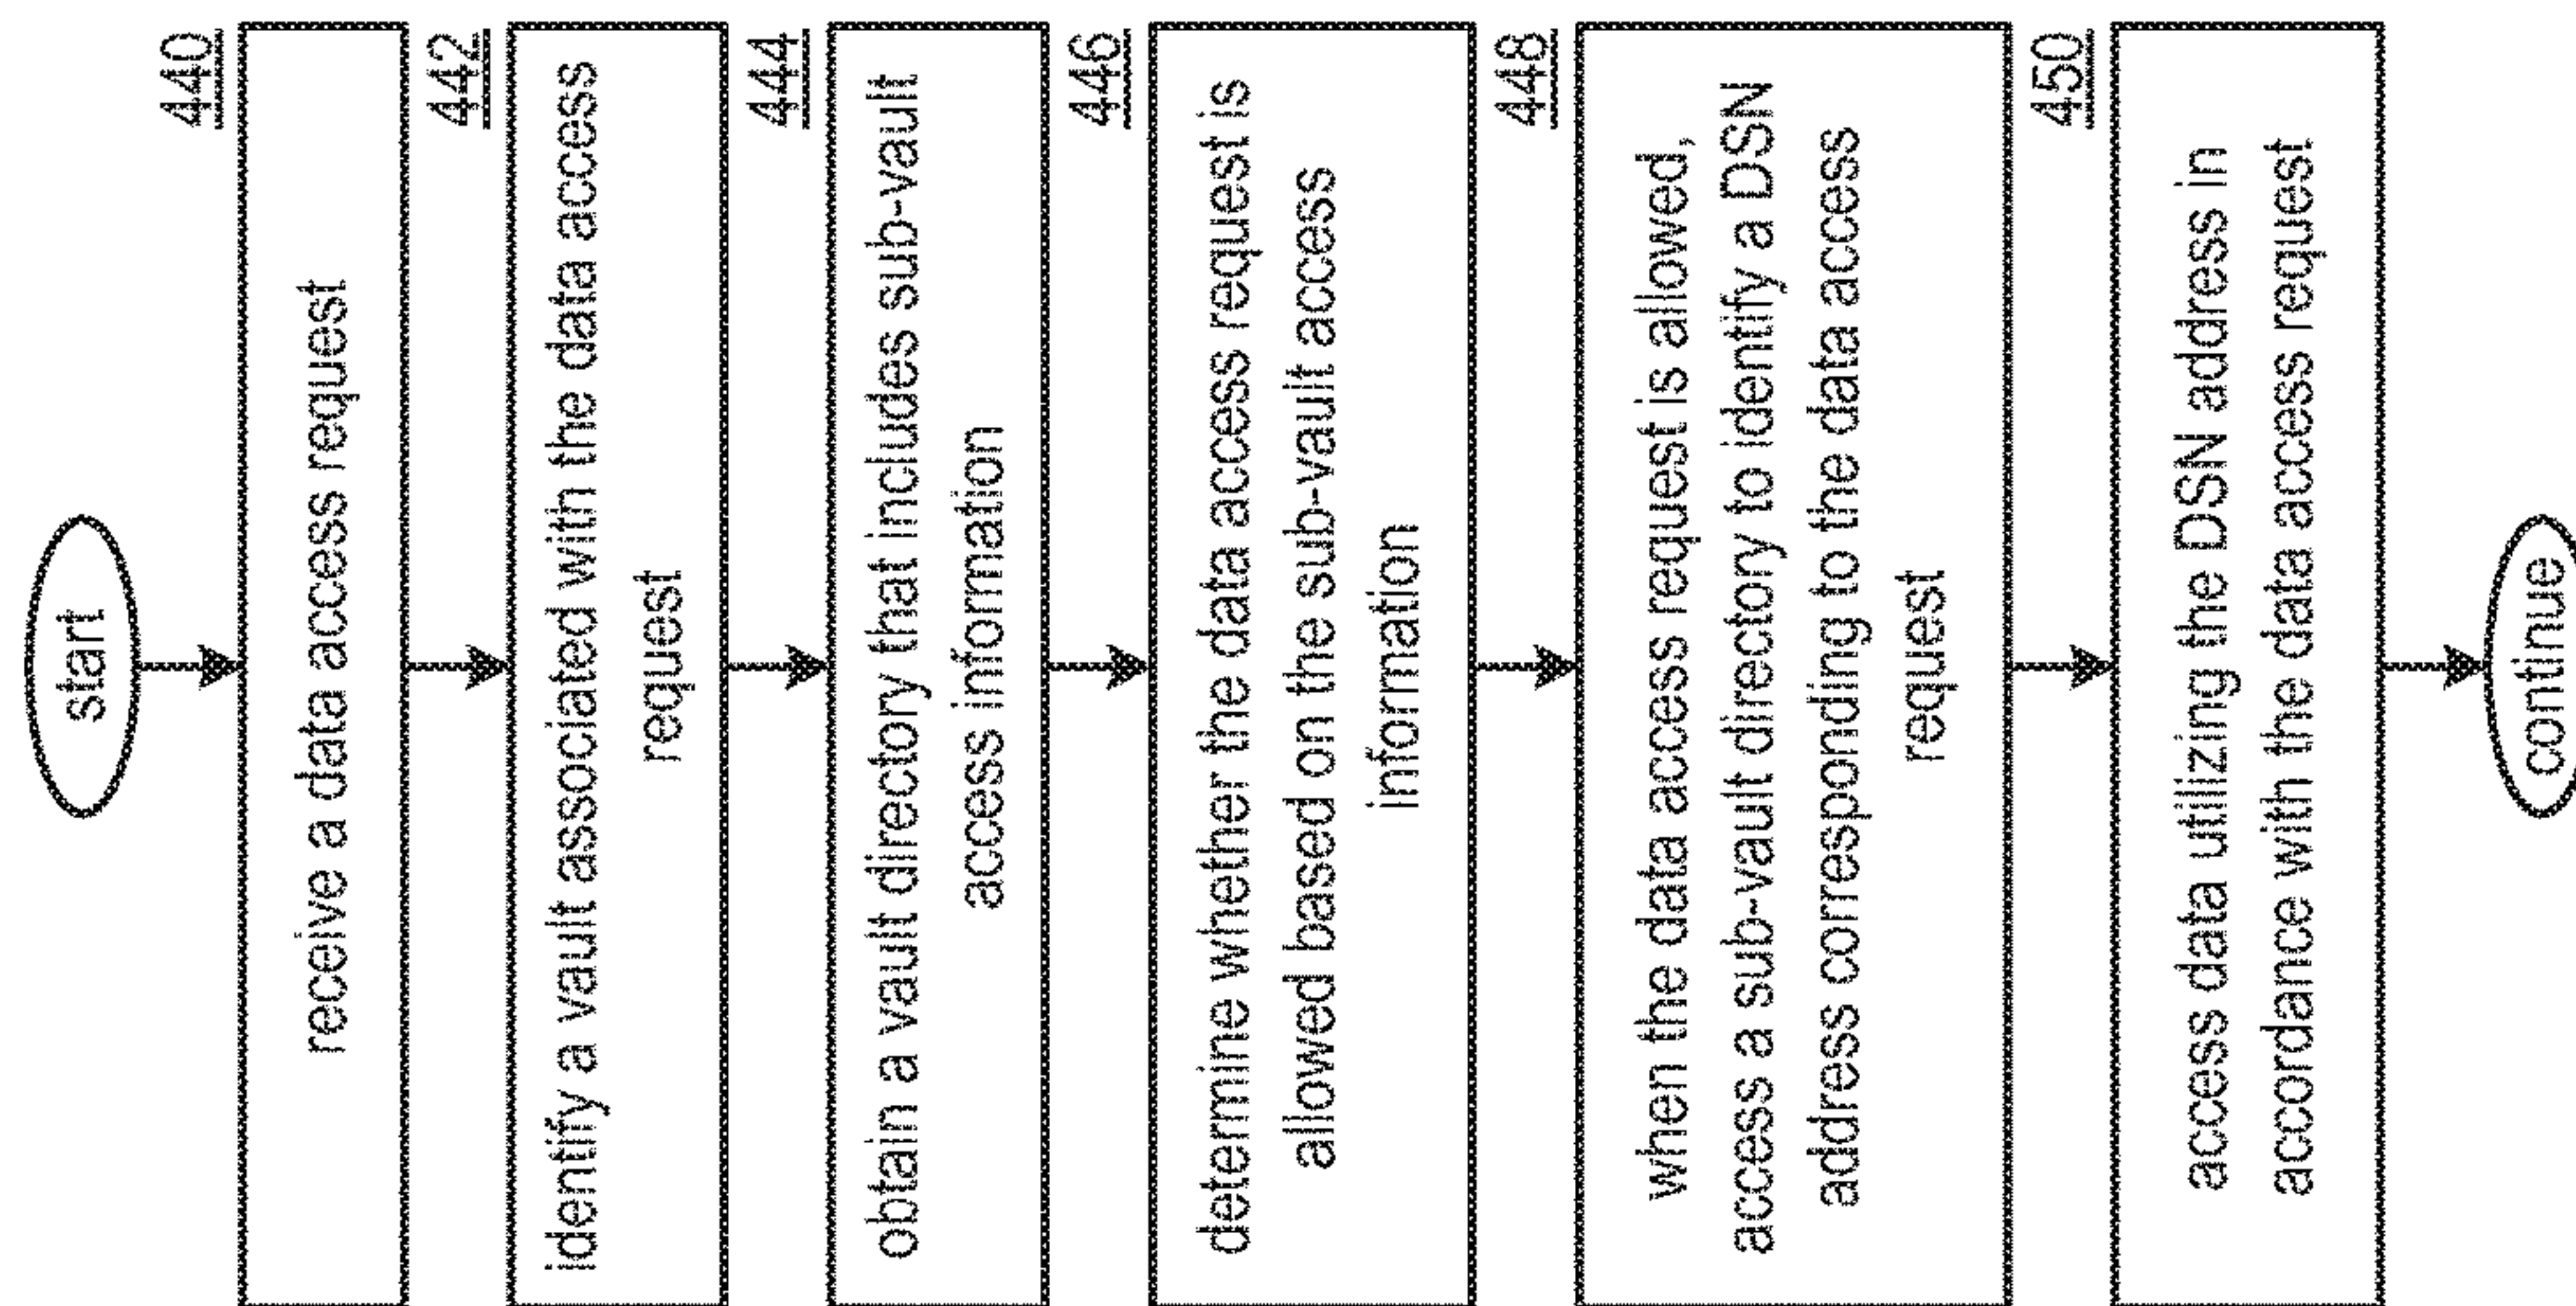 start
440
receive a data access request
442
identify a vault associated with the data access
request
444
obtain a vault directory that includes sub-vault
access information
446
determine whether the data access request is
allowed based on the sub-vault access
information
448
when the data access request is allowed,
access a sub-vault directory to identify a DSN
address corresponding to the data access
request
450
access data utilizing the DSN address in
accordance with the data access request
continue